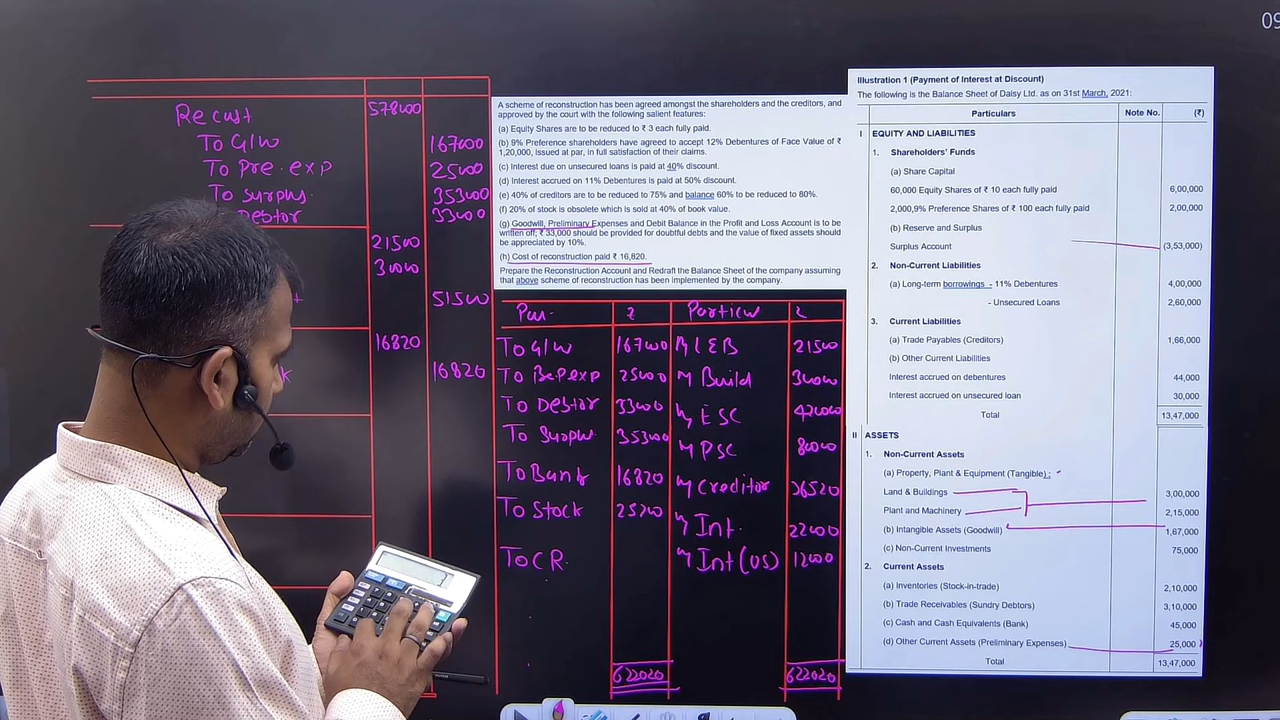 09
Recust 578000
To G/w 167000
To Pre. exp 25000
To surplus 353000
Debtor 33000
21500
30000
51500
16820
16820
A scheme of reconstruction has been agreed amongst the shareholders and the creditors, and
approved by the court with the following salient features:
(a) Equity Shares are to be reduced to ₹ 3 each fully paid.
(b) 9% Preference shareholders have agreed to accept 12% Debentures of Face Value of ₹
1,20,000, issued at par, in full satisfaction of their claims.
(c) Interest due on unsecured loans is paid at 40% discount.
(d) Interest accrued on 11% Debentures is paid at 50% discount.
(e) 40% of creditors are to be reduced to 75% and balance 60% to be reduced to 80%.
(f) 20% of stock is obsolete which is sold at 40% of book value.
(g) Goodwill, Preliminary Expenses and Debit Balance in the Profit and Loss Account is to be
written off; ₹ 33,000 should be provided for doubtful debts and the value of fixed assets should
be appreciated by 10%.
(h) Cost of reconstruction paid ₹ 16,820.
Prepare the Reconstruction Account and Redraft the Balance Sheet of the company assuming
that above scheme of reconstruction has been implemented by the company.
Par. ₹ Particu ₹
To G/w 167000 By L&B 21500
To Pepexp 25000 By Build 30000
To Debtor 33000 By ESC 420000
To Surplus 353000 By PSC 80000
To Bank 16820 By Creditor 36520
To Stock 25200 By Int. 22000
To CR. By Int (US) 12000
622020 622020
Illustration 1 (Payment of Interest at Discount)
The following is the Balance Sheet of Daisy Ltd. as on 31st March, 2021:
Particulars Note No. (₹)
I EQUITY AND LIABILITIES
1. Shareholders' Funds
(a) Share Capital
60,000 Equity Shares of ₹ 10 each fully paid 6,00,000
2,000,9% Preference Shares of ₹ 100 each fully paid 2,00,000
(b) Reserve and Surplus
Surplus Account (3,53,000)
2. Non-Current Liabilities
(a) Long-term borrowings - 11% Debentures 4,00,000
- Unsecured Loans 2,60,000
3. Current Liabilities
(a) Trade Payables (Creditors) 1,66,000
(b) Other Current Liabilities
Interest accrued on debentures 44,000
Interest accrued on unsecured loan 30,000
Total 13,47,000
II ASSETS
1. Non-Current Assets
(a) Property, Plant & Equipment (Tangible) :
Land & Buildings 3,00,000
Plant and Machinery 2,15,000
(b) Intangible Assets (Goodwill) 1,67,000
(c) Non-Current Investments 75,000
2. Current Assets
(a) Inventories (Stock-in-trade) 2,10,000
(b) Trade Receivables (Sundry Debtors) 3,10,000
(c) Cash and Cash Equivalents (Bank) 45,000
(d) Other Current Assets (Preliminary Expenses) 25,000
Total 13,47,000